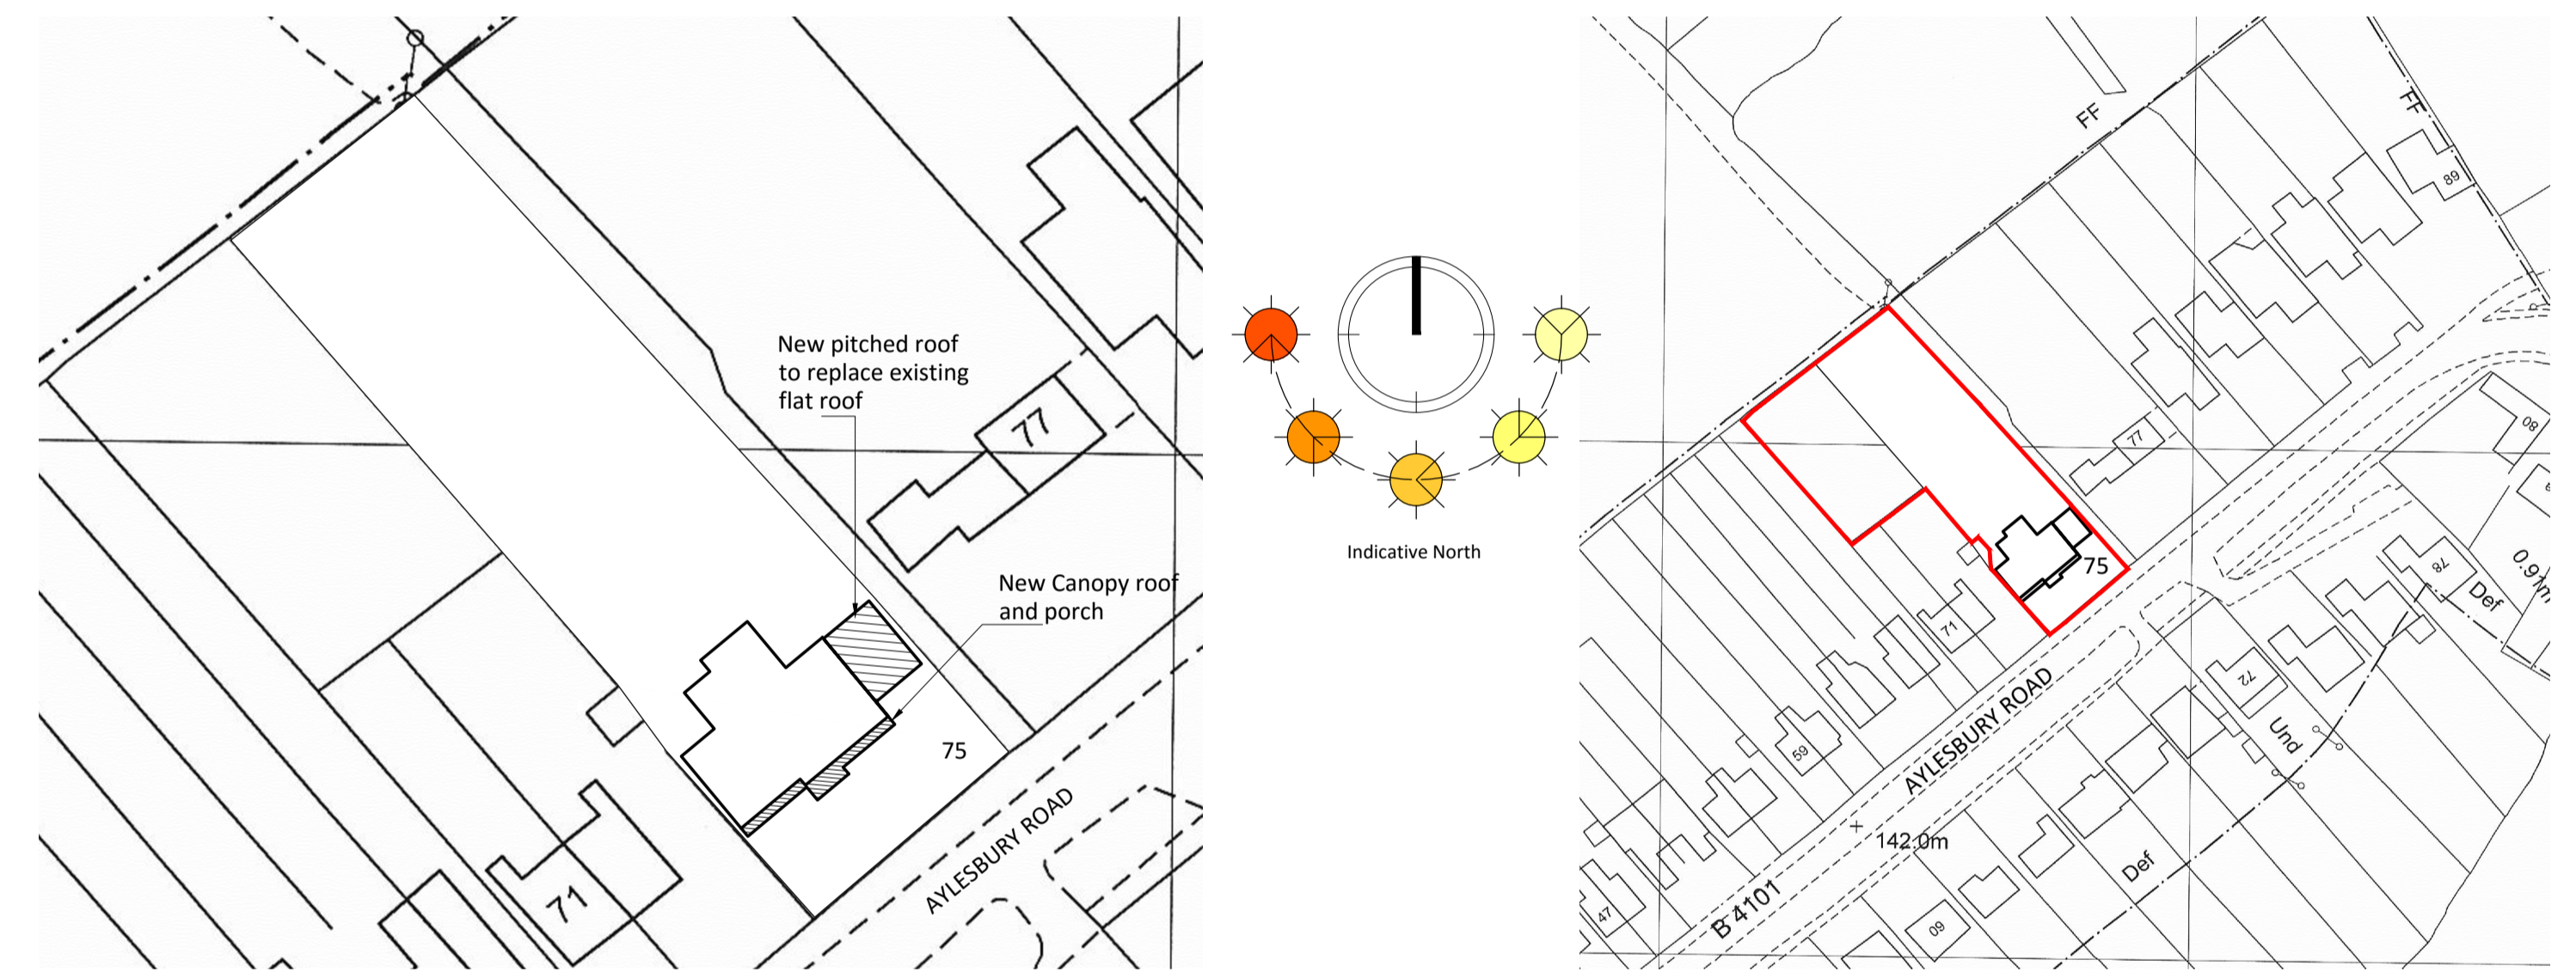 New pitched roof
to replace existing
flat roof
77
New Canopy roof
and porch
75
71
AYLESBURY ROAD
Indicative North
FF
FF
89
77
80
75
78
Def
0.91m
71
72
Und
59
AYLESBURY ROAD
142.0m
Def
47
B 4101
60